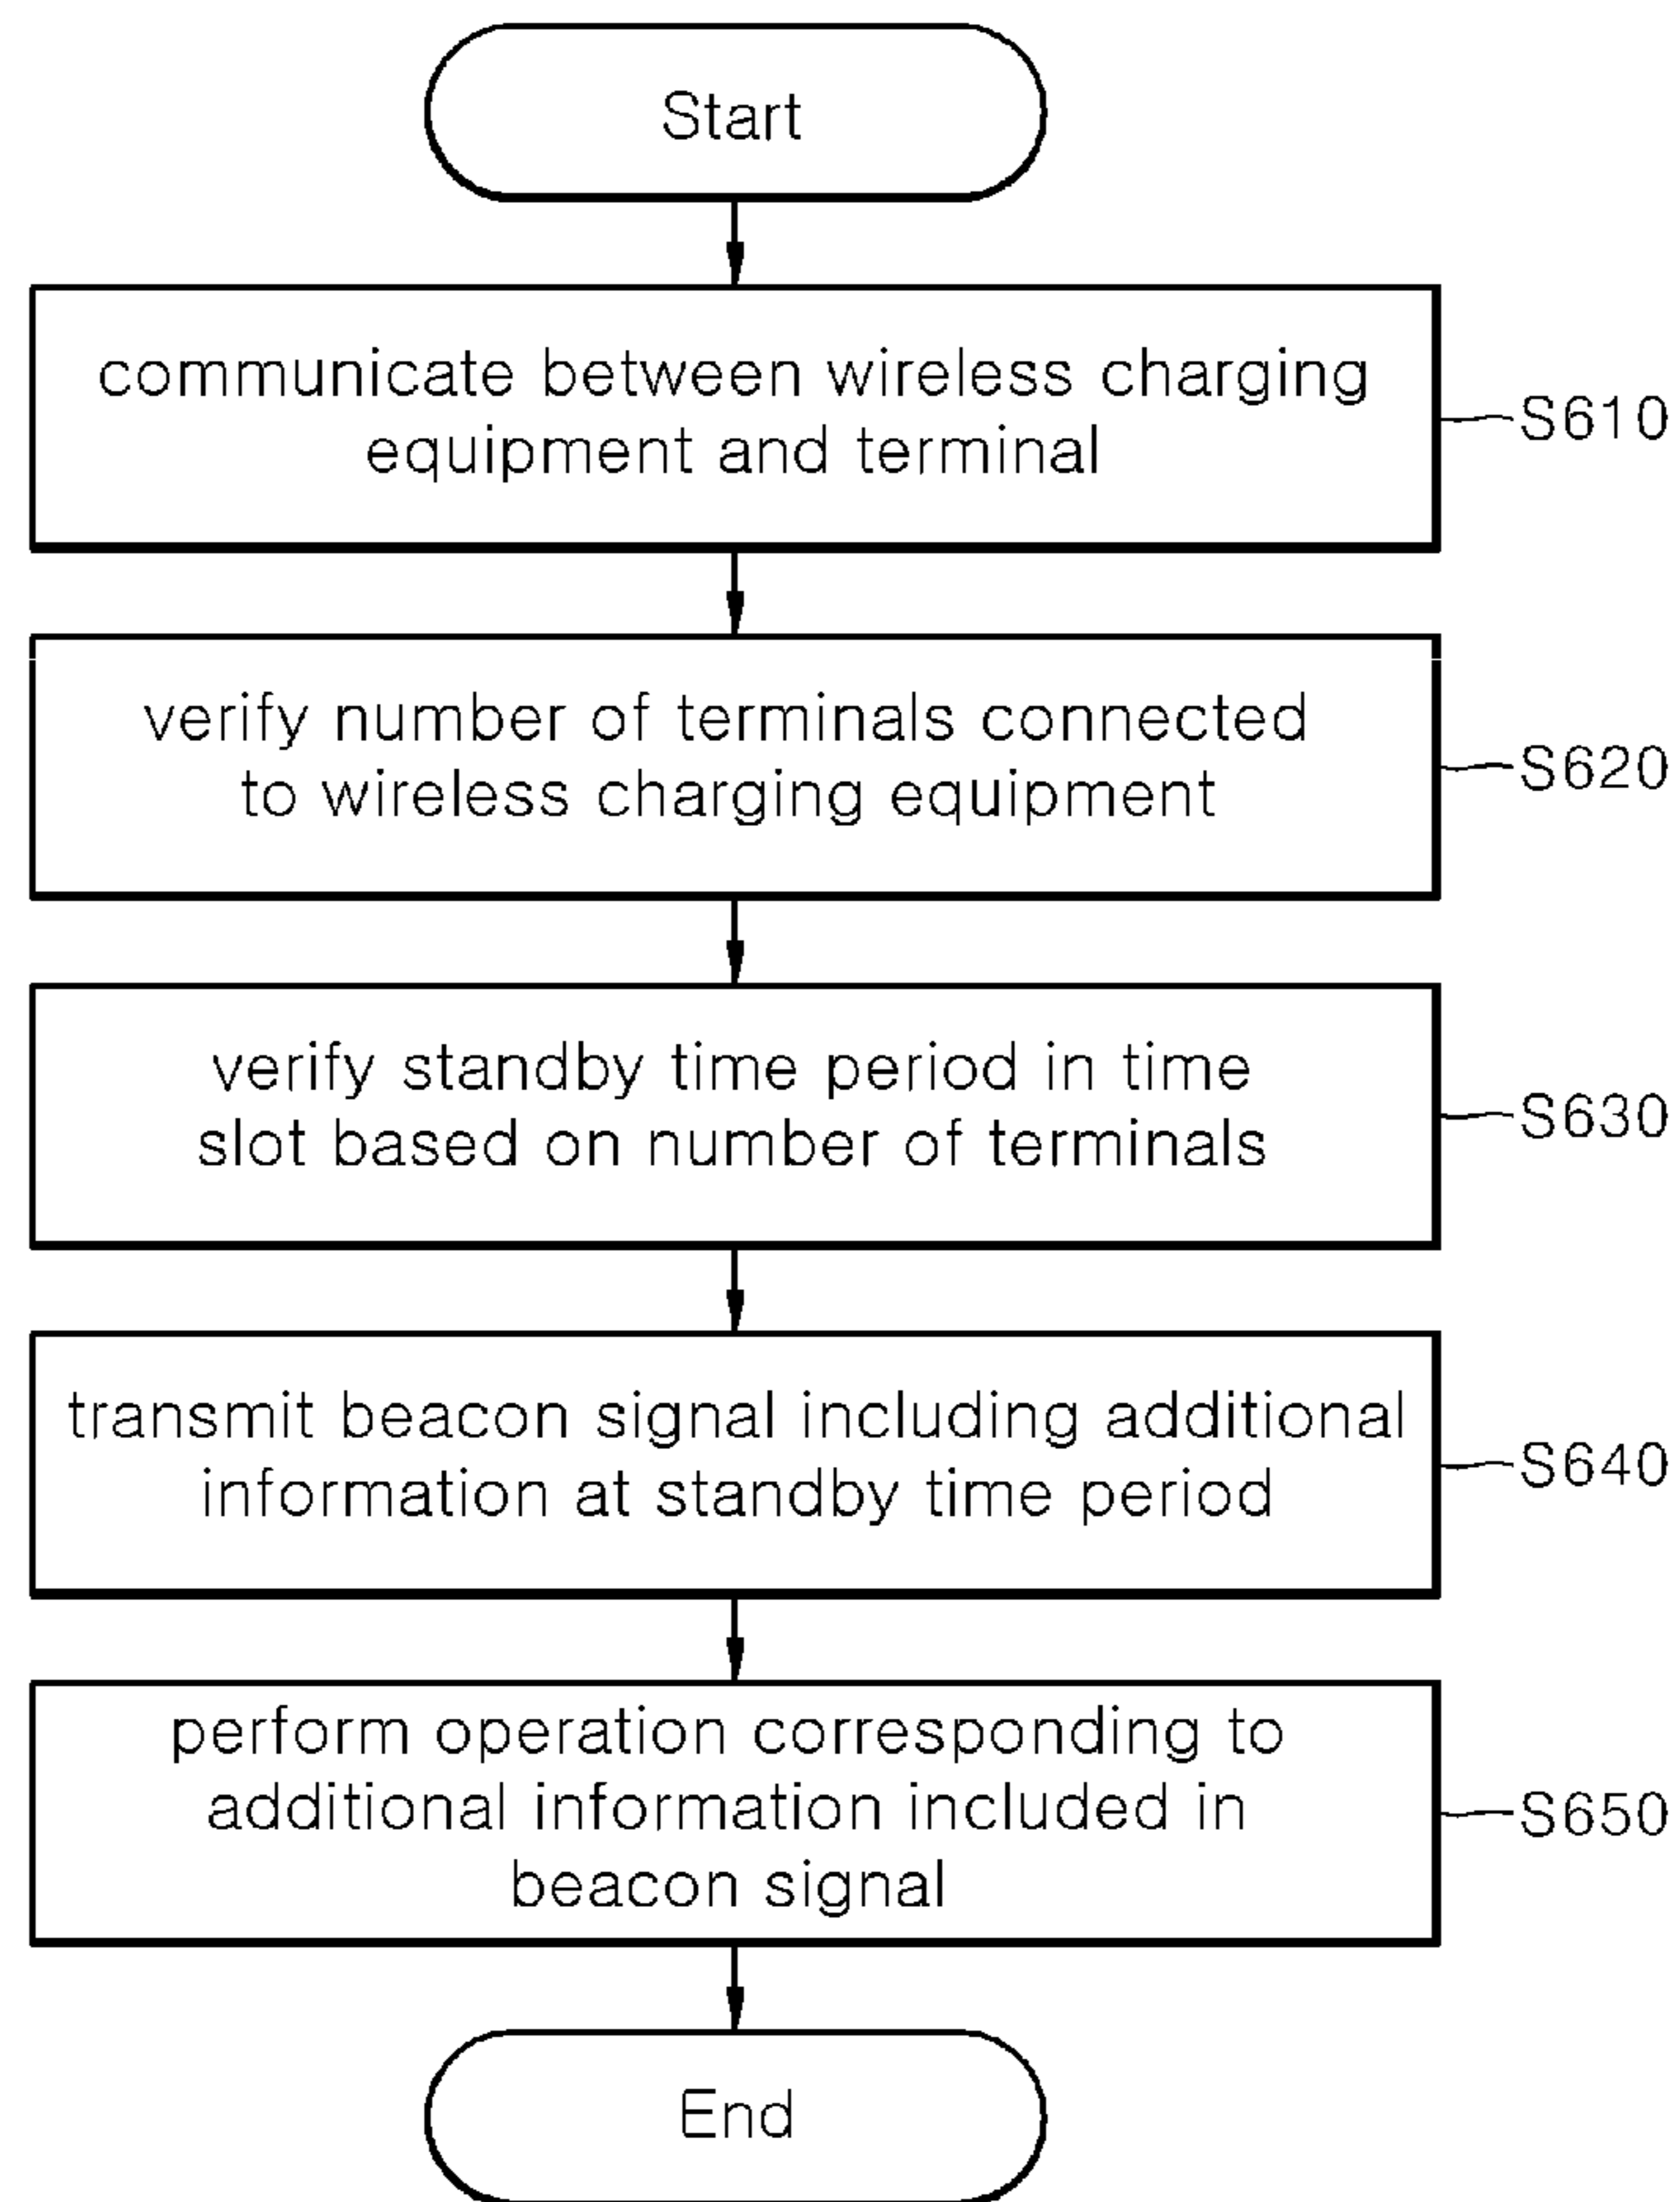 Start
communicate between wireless charging
equipment and terminal
S610
verify number of terminals connected
to wireless charging equipment
S620
verify standby time period in time
slot based on number of terminals
S630
transmit beacon signal including additional
information at standby time period
S640
perform operation corresponding to
additional information included in
beacon signal
S650
End